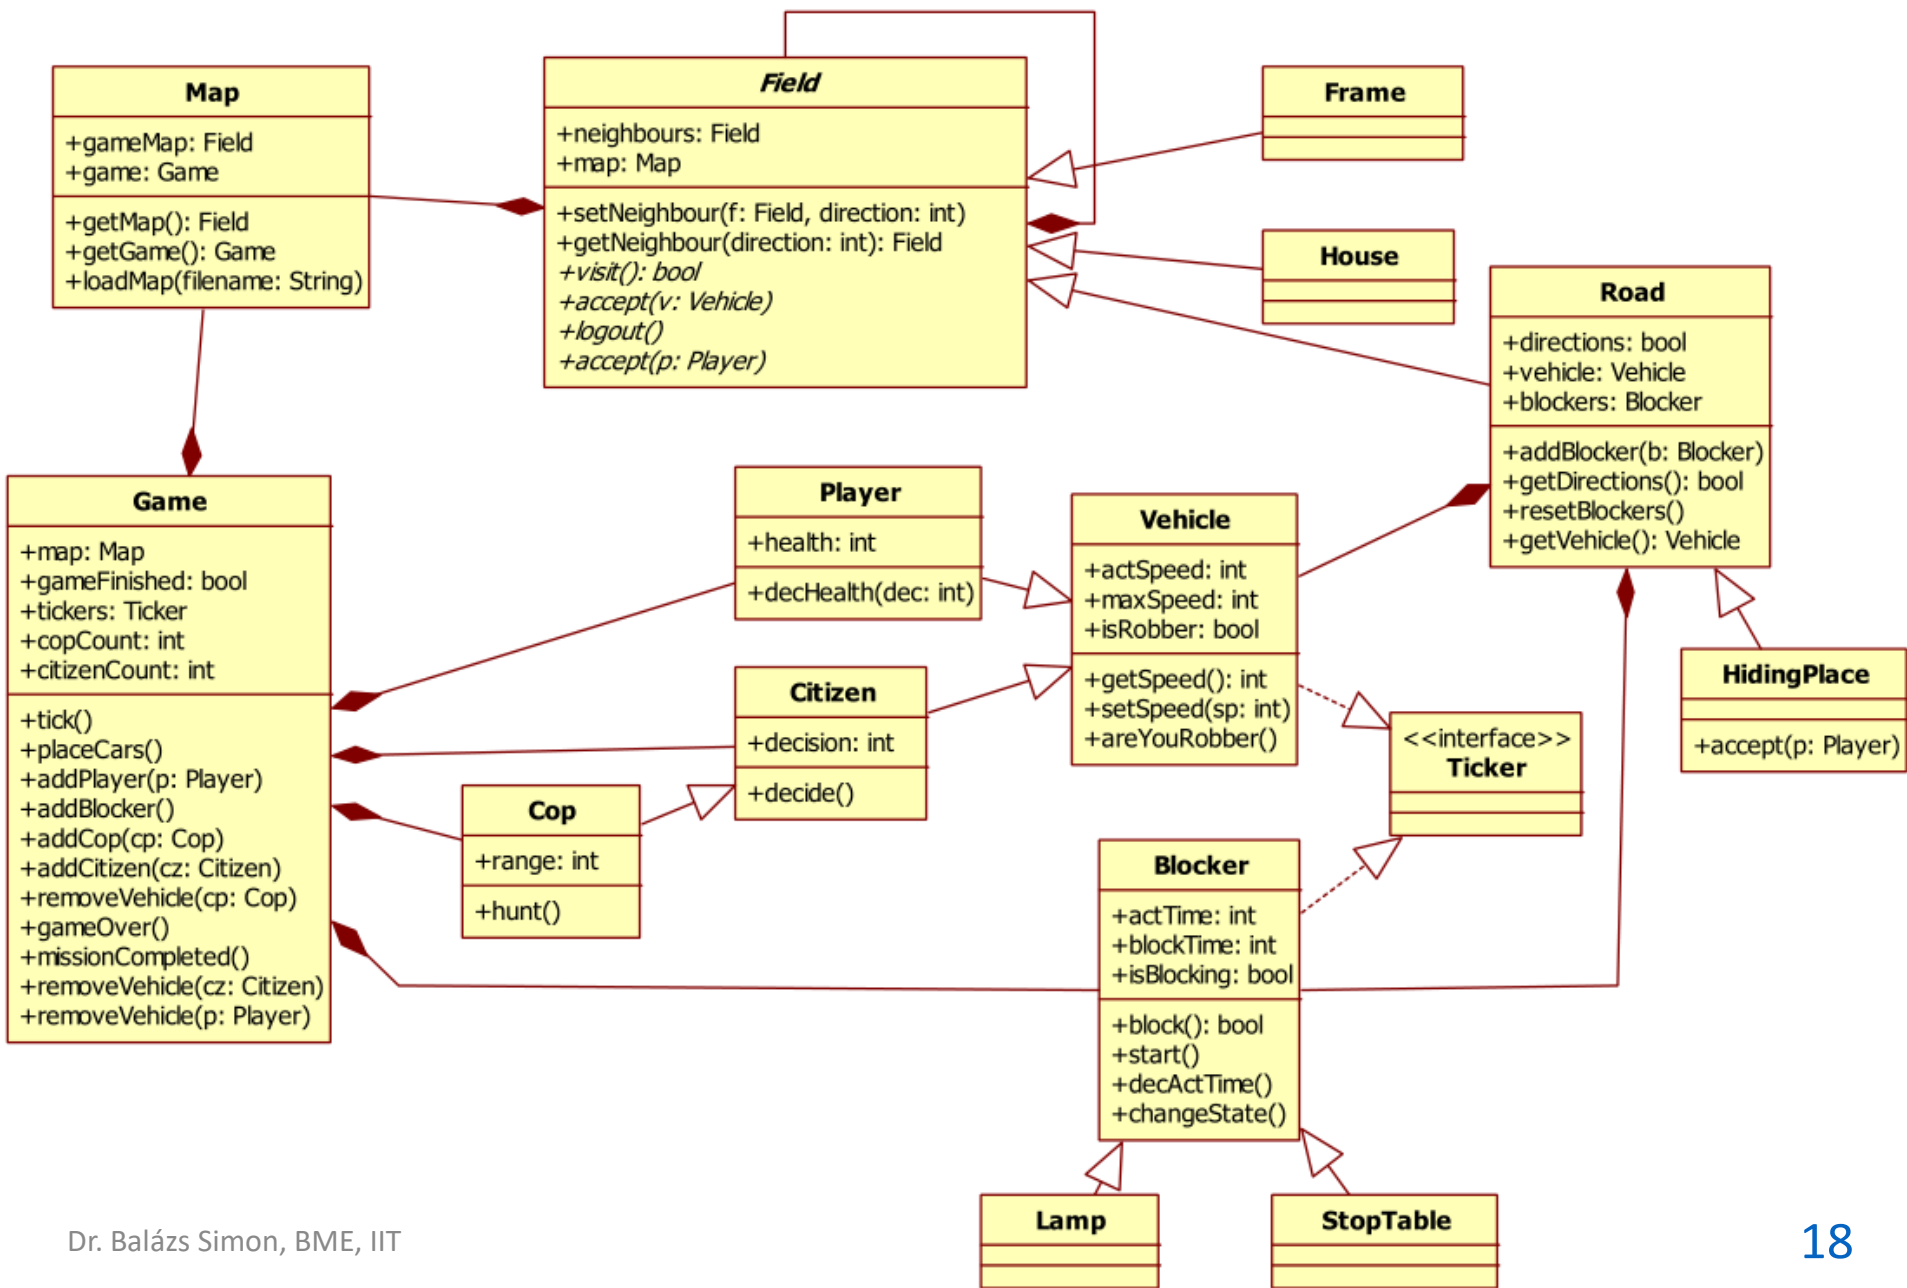 Map
+gameMap: Field
+game: Game
+getMap(): Field
+getGame(): Game
+loadMap(filename: String)
Field
+neighbours: Field
+map: Map
+setNeighbour(f: Field, direction: int)
+getNeighbour(direction: int): Field
+visit(): bool
+accept(v: Vehicle)
+logout()
+accept(p: Player)
Frame
House
Road
+directions: bool
+vehicle: Vehicle
+blockers: Blocker
+addBlocker(b: Blocker)
+getDirections(): bool
+resetBlockers()
+getVehicle(): Vehicle
Game
+map: Map
+gameFinished: bool
+tickers: Ticker
+copCount: int
+citizenCount: int
+tick()
+placeCars()
+addPlayer(p: Player)
+addBlocker()
+addCop(cp: Cop)
+addCitizen(cz: Citizen)
+removeVehicle(cp: Cop)
+gameOver()
+missionCompleted()
+removeVehicle(cz: Citizen)
+removeVehicle(p: Player)
Player
+health: int
+decHealth(dec: int)
Vehicle
+actSpeed: int
+maxSpeed: int
+isRobber: bool
+getSpeed(): int
+setSpeed(sp: int)
+areYouRobber()
Citizen
+decision: int
+decide()
Cop
+range: int
+hunt()
HidingPlace
+accept(p: Player)
<<interface>>
Ticker
Blocker
+actTime: int
+blockTime: int
+isBlocking: bool
+block(): bool
+start()
+decActTime()
+changeState()
Lamp
StopTable
Dr. Balázs Simon, BME, IIT
18